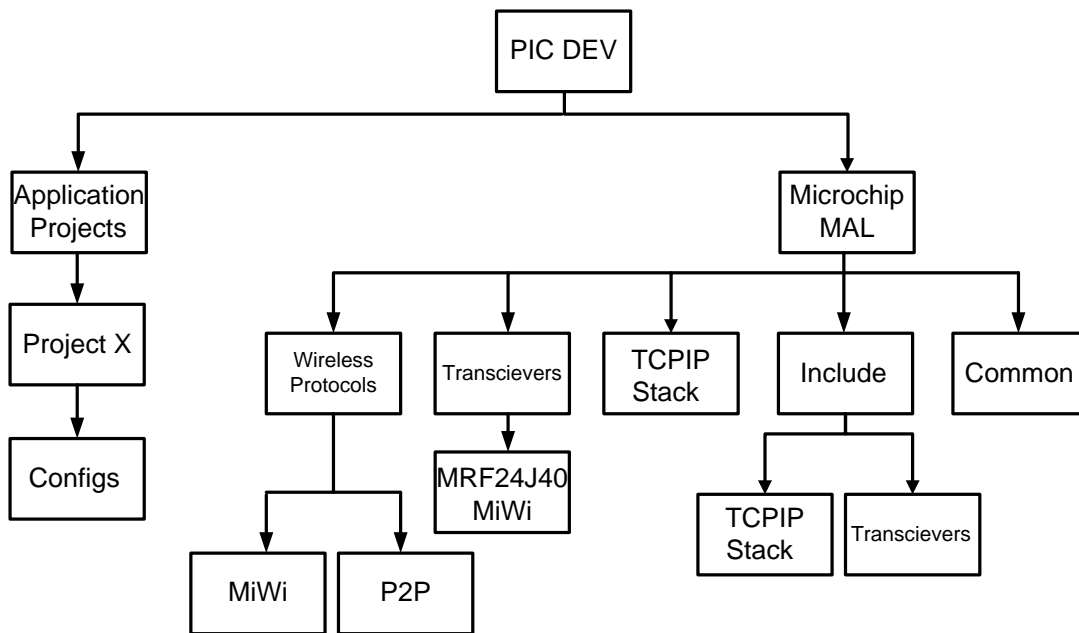 PIC DEV
Application
Projects
Microchip
MAL
Project X
Wireless
Protocols
Transcievers
TCPIP
Stack
Include
Common
Configs
MRF24J40
MiWi
TCPIP
Stack
Transcievers
MiWi
P2P